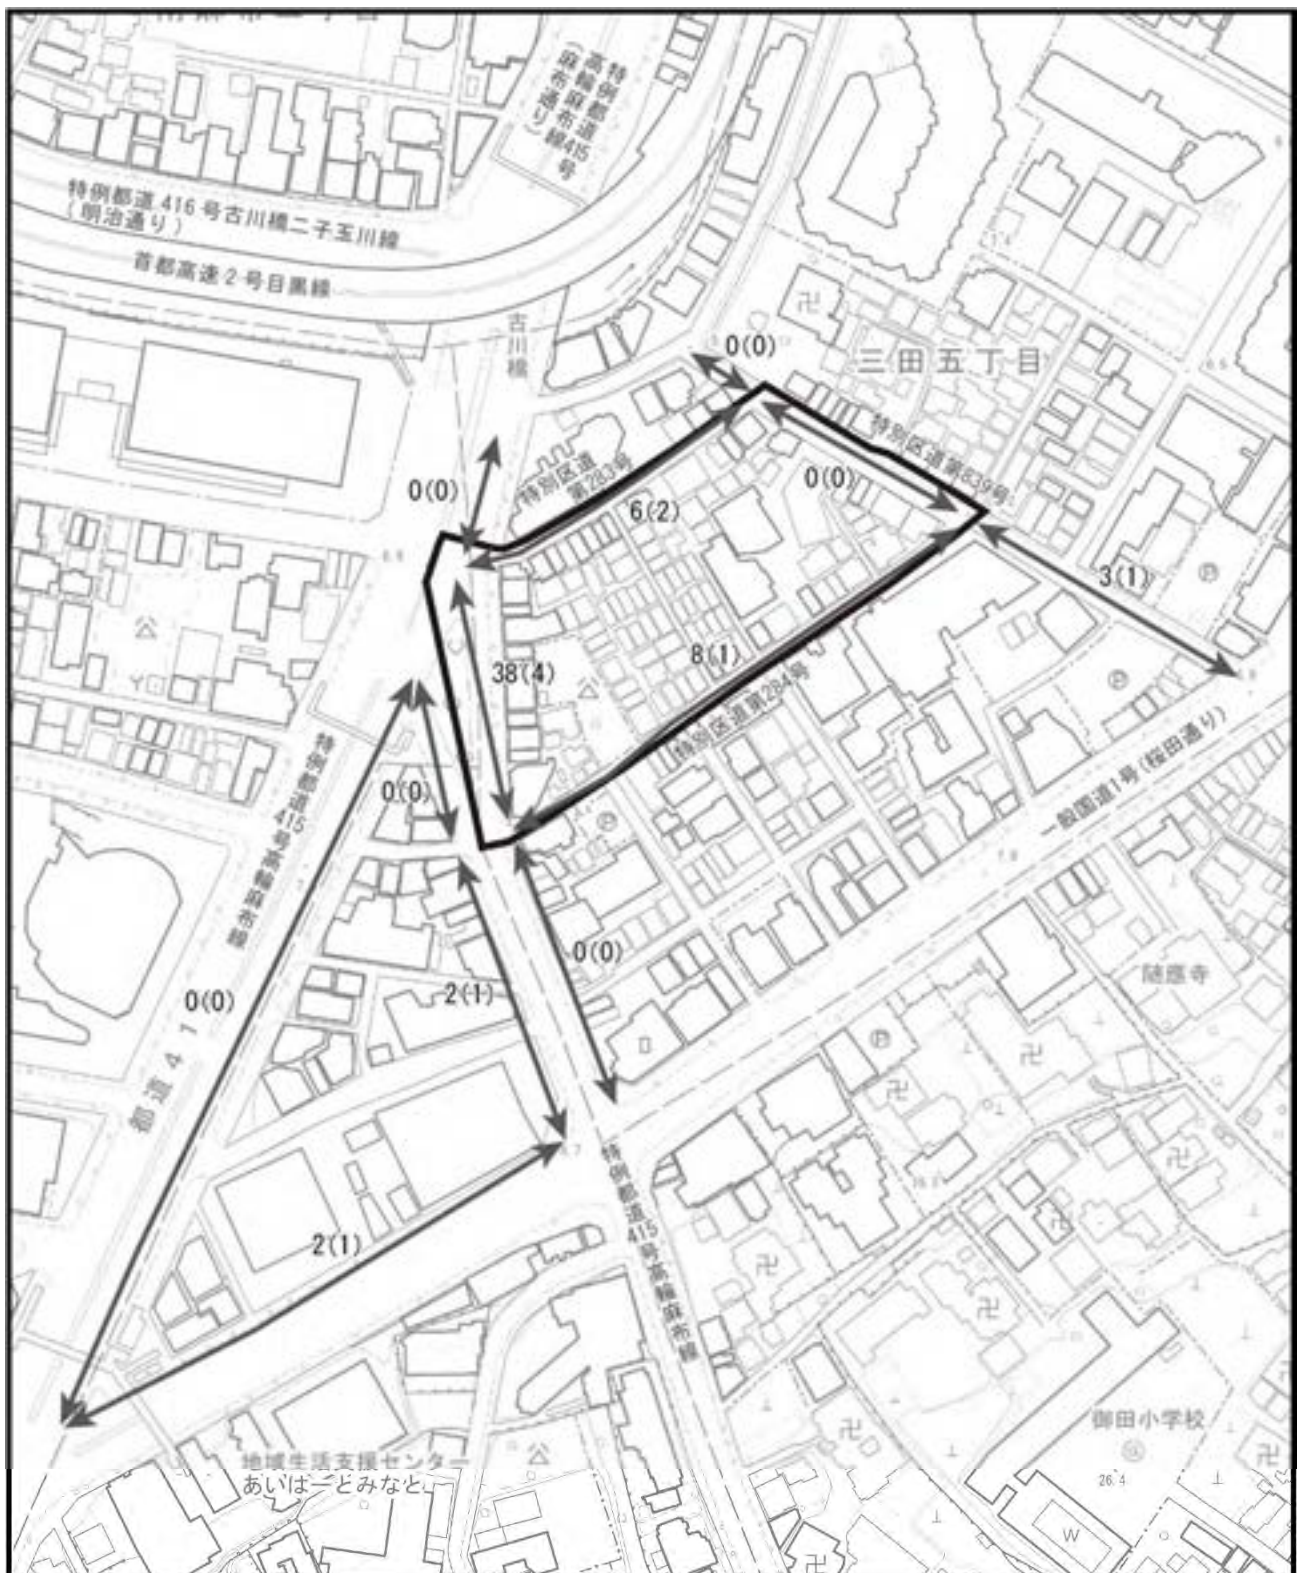 特例都道415号
高輪麻布線
(麻布通り)
特例都道416号古川橋二子玉川線
(明治通り)
首都高速2号目黒線
古川橋
0(0)
三田五丁目
特別区道第839号
特別区道
第283号
0(0)
0(0)
6(2)
3(1)
38(4)
8(1)
特別区道第284号
一般国道1号(桜田通り)
特例都道415号高輪麻布線
0(0)
0(0)
2(1)
0(0)
随應寺
都道41
2(1)
特例都道415号高輪麻布線
御田小学校
26.4
W
地域生活支援センター
あいはーとみなと